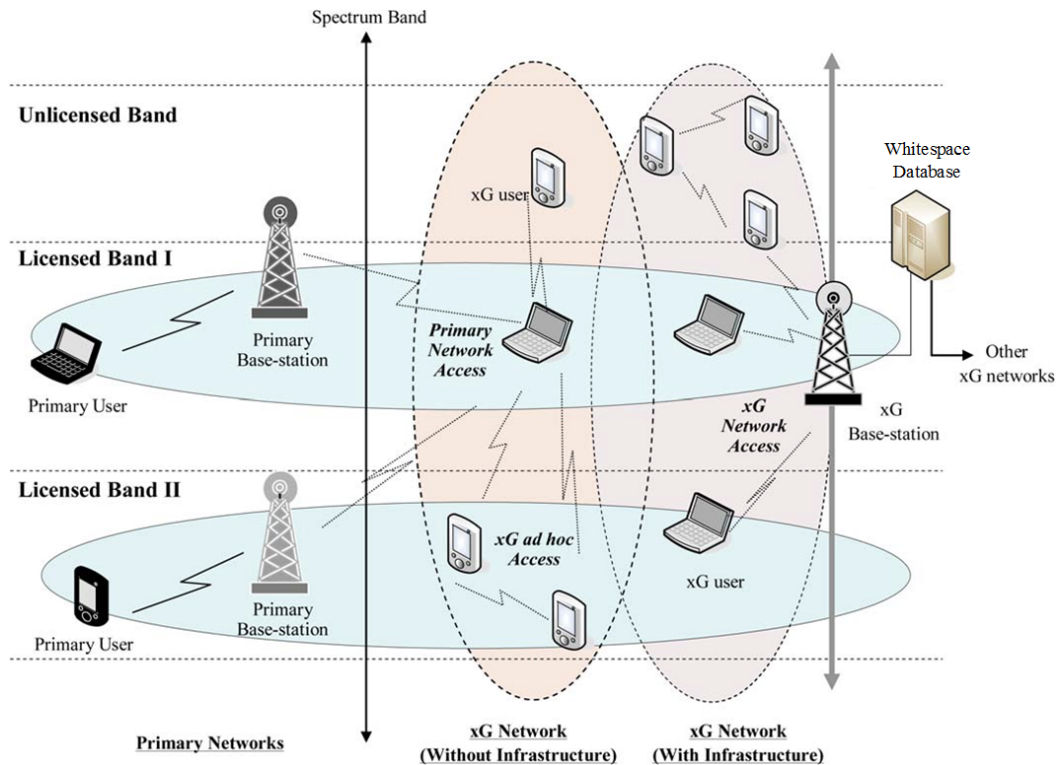 Spectrum Band
Unlicensed Band
Whitespace
Database
xG user
Licensed Band I
Primary
Base-station
Primary
Network
Access
Primary User
Other
xG networks
xG
Network
Access
xG
Base-station
Licensed Band II
xG ad hoc
Access
xG user
Primary
Base-station
Primary User
Primary Networks
xG Network
(Without Infrastructure)
xG Network
(With Infrastructure)